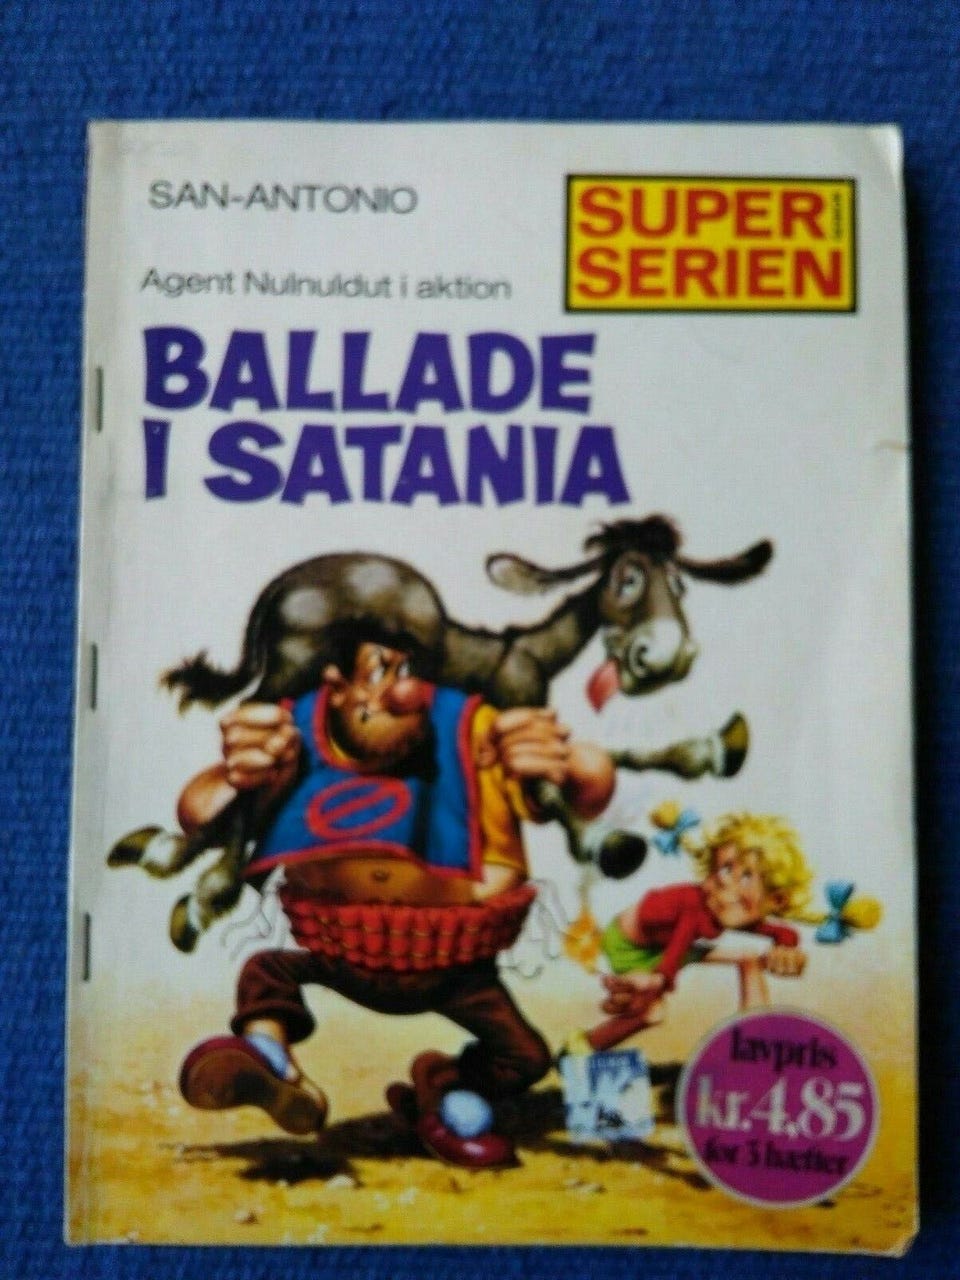 SAN-ANTONIO
SUPER
SERIEN
Agent Nulnuldut i aktion
BALLADE
I SATANIA
lavpris
kr. 4,85
for 3 hæfter